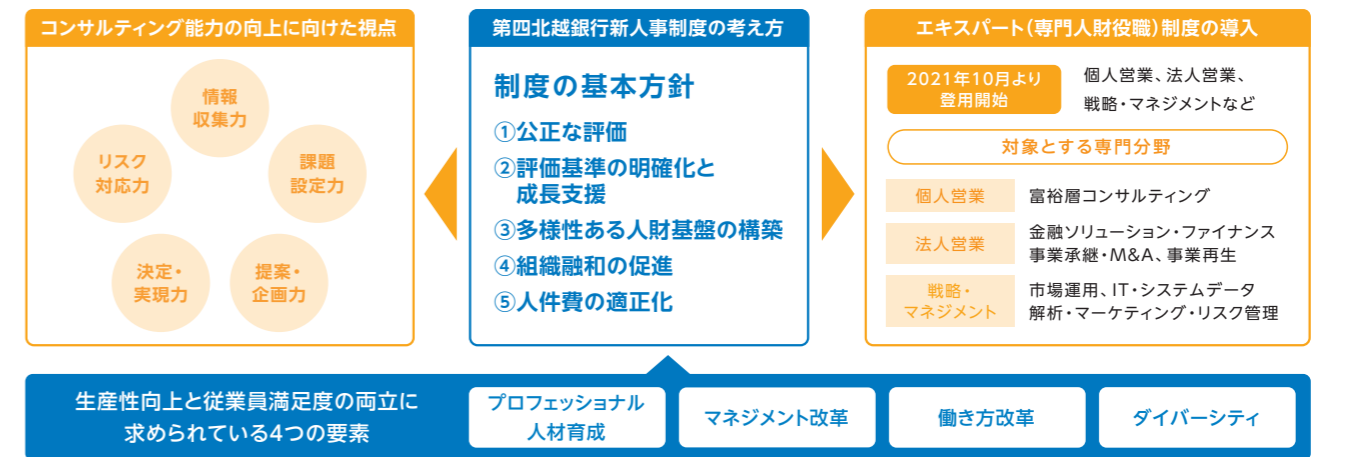 コンサルティング能力の向上に向けた視点
情報
収集力
リスク
対応力
課題
設定力
決定・
実現力
提案・
企画力
第四北越銀行新人事制度の考え方
制度の基本方針
①公正な評価
②評価基準の明確化と
成長支援
③多様性ある人財基盤の構築
④組織融和の促進
⑤人件費の適正化
エキスパート(専門人財役職)制度の導入
2021年10月より
登用開始
個人営業、法人営業、
戦略・マネジメントなど
対象とする専門分野
個人営業
富裕層コンサルティング
法人営業
金融ソリューション・ファイナンス
事業承継・M&A、事業再生
戦略・
マネジメント
市場運用、IT・システムデータ
解析・マーケティング・リスク管理
生産性向上と従業員満足度の両立に
求められている4つの要素
プロフェッショナル
人材育成
マネジメント改革
働き方改革
ダイバーシティ